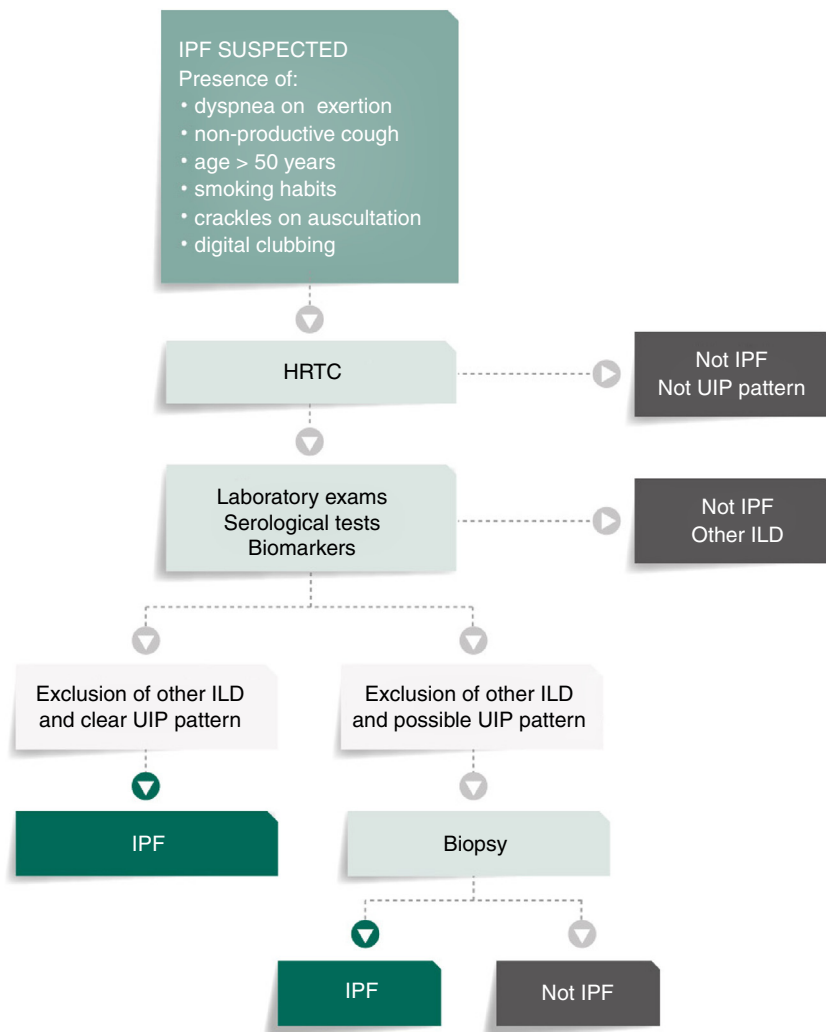 IPF SUSPECTED
Presence of:
• dyspnea on exertion
• non-productive cough
• age > 50 years
• smoking habits
• crackles on auscultation
• digital clubbing
HRTC
Not IPF
Not UIP pattern
Laboratory exams
Serological tests
Biomarkers
Not IPF
Other ILD
Exclusion of other ILD
and clear UIP pattern
Exclusion of other ILD
and possible UIP pattern
IPF
Biopsy
IPF
Not IPF